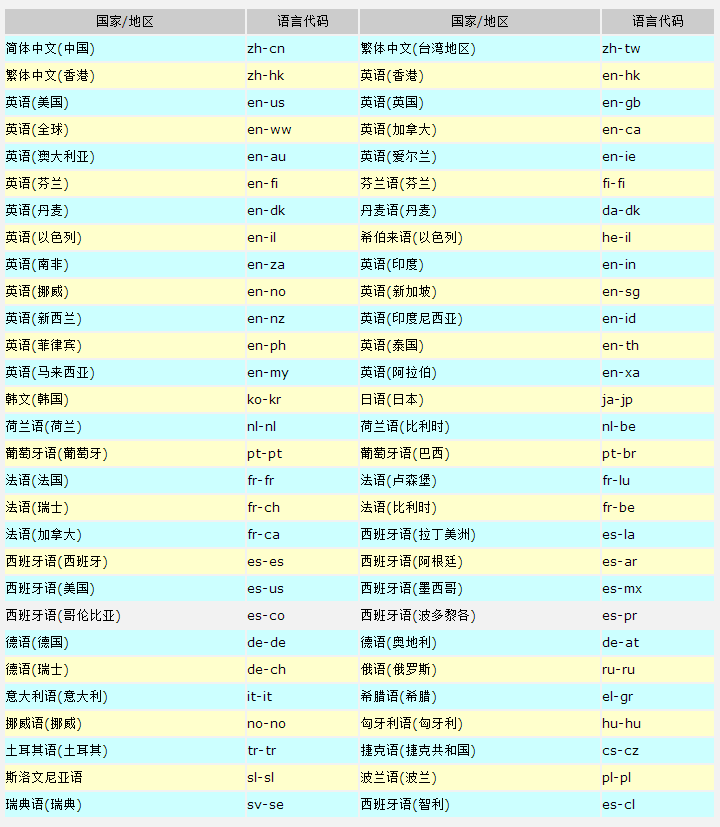 国家/地区 语言代码 国家/地区 语言代码
简体中文(中国) zh-cn 繁体中文(台湾地区) zh-tw
繁体中文(香港) zh-hk 英语(香港) en-hk
英语(美国) en-us 英语(英国) en-gb
英语(全球) en-ww 英语(加拿大) en-ca
英语(澳大利亚) en-au 英语(爱尔兰) en-ie
英语(芬兰) en-fi 芬兰语(芬兰) fi-fi
英语(丹麦) en-dk 丹麦语(丹麦) da-dk
英语(以色列) en-il 希伯来语(以色列) he-il
英语(南非) en-za 英语(印度) en-in
英语(挪威) en-no 英语(新加坡) en-sg
英语(新西兰) en-nz 英语(印度尼西亚) en-id
英语(菲律宾) en-ph 英语(泰国) en-th
英语(马来西亚) en-my 英语(阿拉伯) en-xa
韩文(韩国) ko-kr 日语(日本) ja-jp
荷兰语(荷兰) nl-nl 荷兰语(比利时) nl-be
葡萄牙语(葡萄牙) pt-pt 葡萄牙语(巴西) pt-br
法语(法国) fr-fr 法语(卢森堡) fr-lu
法语(瑞士) fr-ch 法语(比利时) fr-be
法语(加拿大) fr-ca 西班牙语(拉丁美洲) es-la
西班牙语(西班牙) es-es 西班牙语(阿根廷) es-ar
西班牙语(美国) es-us 西班牙语(墨西哥) es-mx
西班牙语(哥伦比亚) es-co 西班牙语(波多黎各) es-pr
德语(德国) de-de 德语(奥地利) de-at
德语(瑞士) de-ch 俄语(俄罗斯) ru-ru
意大利语(意大利) it-it 希腊语(希腊) el-gr
挪威语(挪威) no-no 匈牙利语(匈牙利) hu-hu
土耳其语(土耳其) tr-tr 捷克语(捷克共和国) cs-cz
斯洛文尼亚语 sl-sl 波兰语(波兰) pl-pl
瑞典语(瑞典) sv-se 西班牙语(智利) es-cl